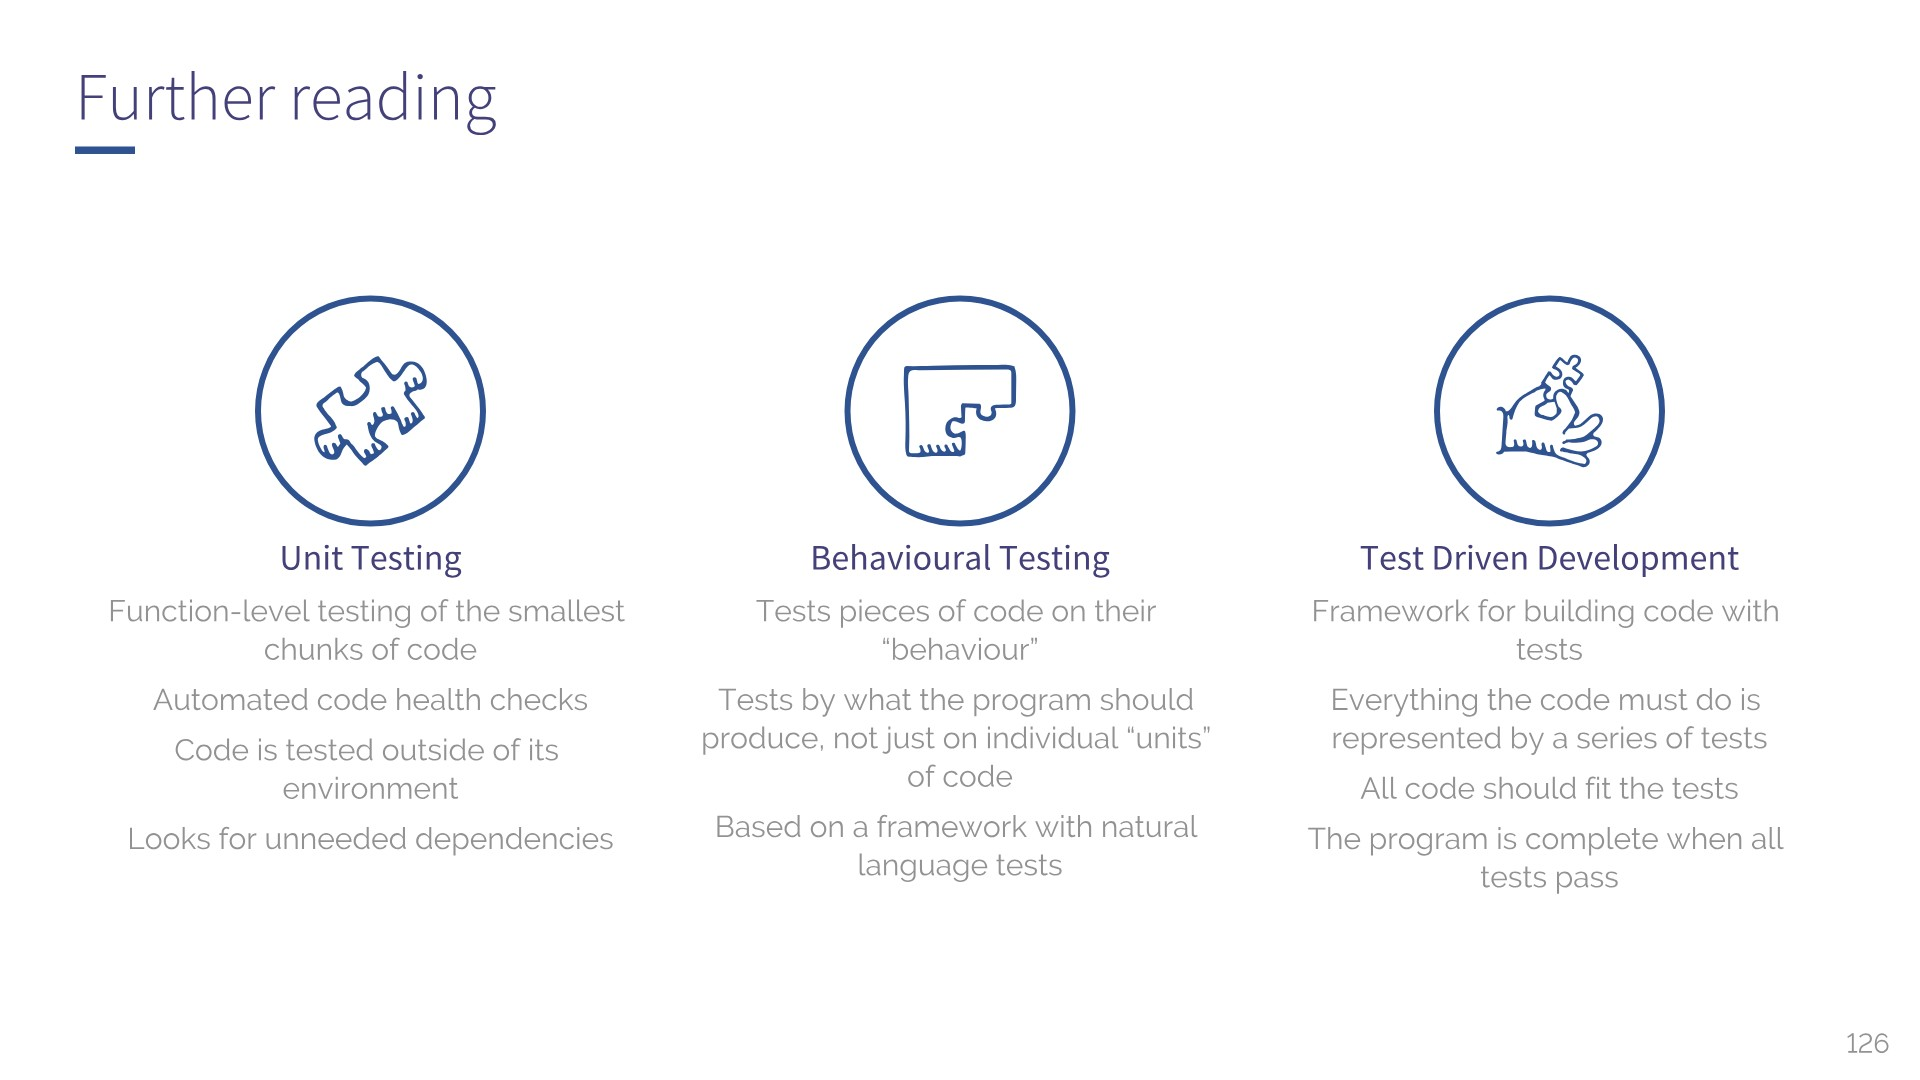 Further reading
Unit Testing
Function-level testing of the smallest
chunks of code
Automated code health checks
Code is tested outside of its
environment
Looks for unneeded dependencies
Behavioural Testing
Tests pieces of code on their
“behaviour”
Tests by what the program should
produce, not just on individual “units”
of code
Based on a framework with natural
language tests
Test Driven Development
Framework for building code with
tests
Everything the code must do is
represented by a series of tests
All code should fit the tests
The program is complete when all
tests pass
126